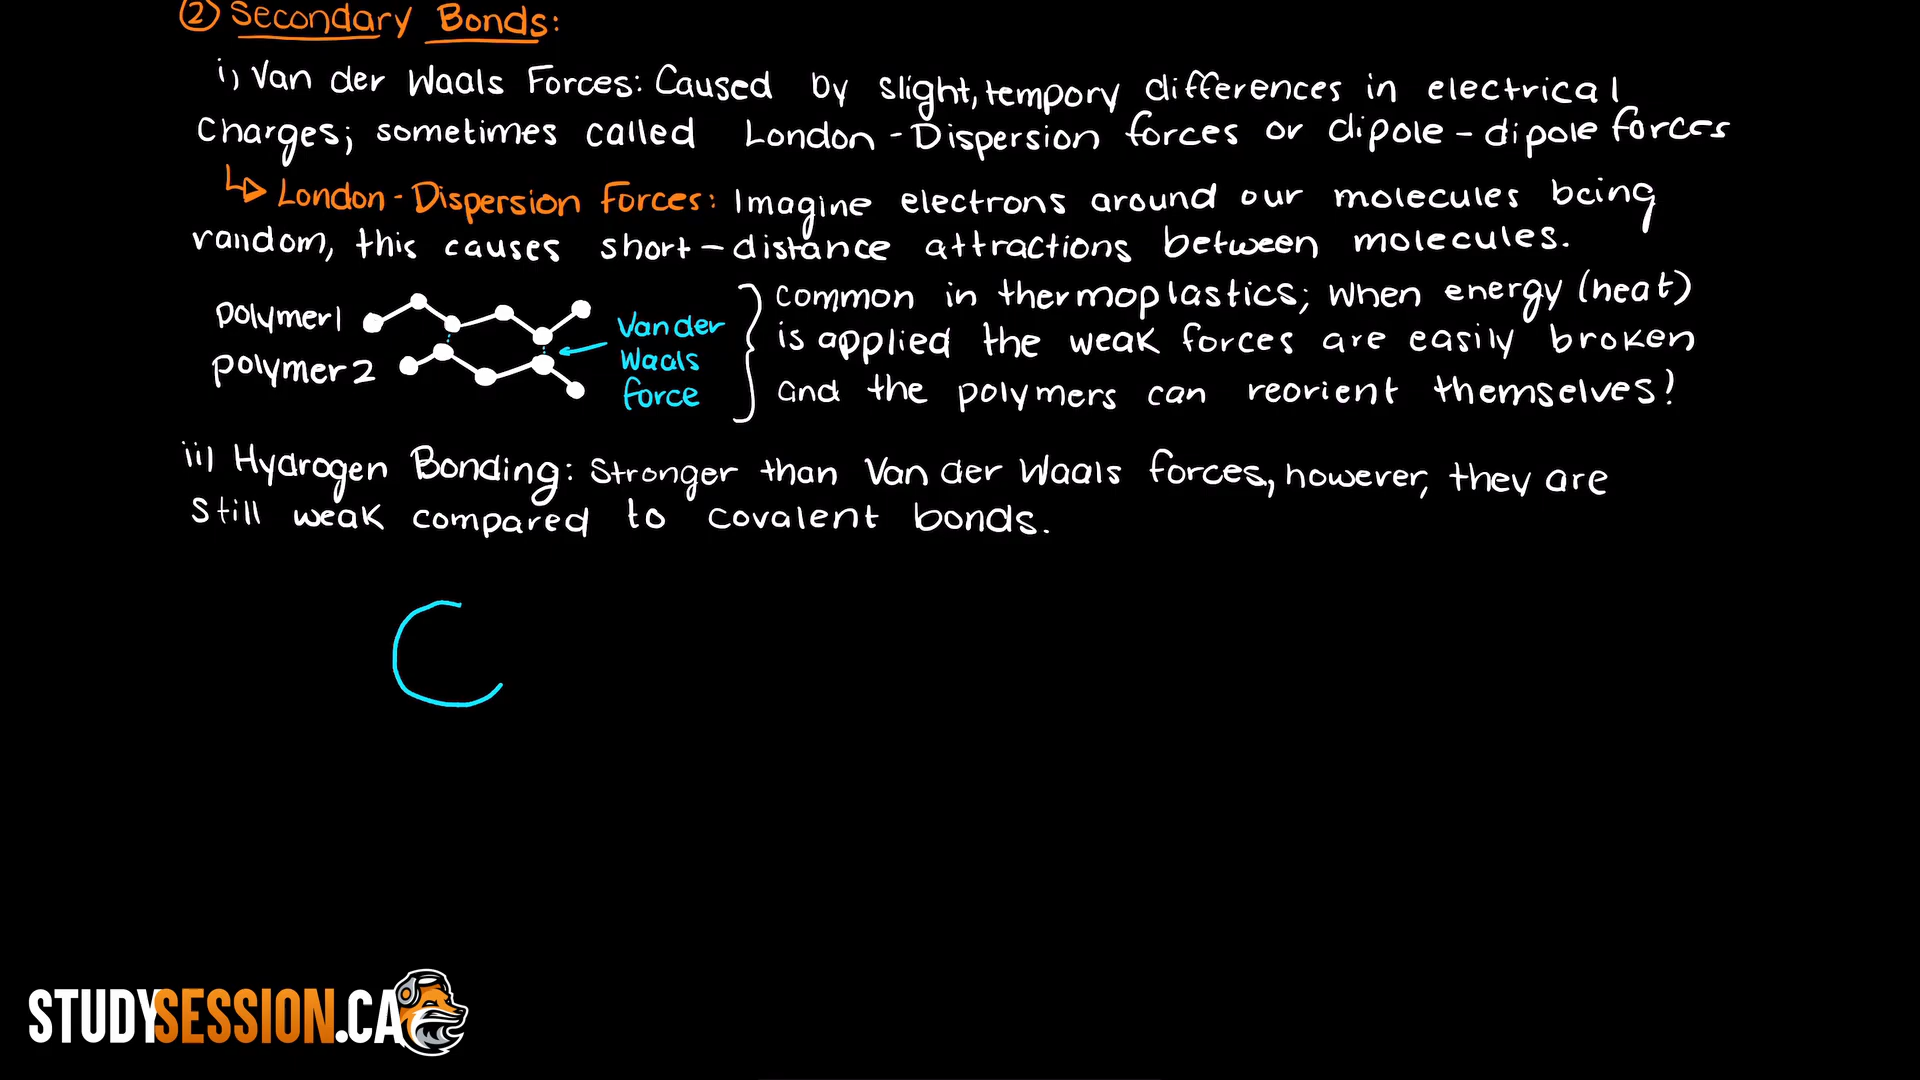 ② Secondary Bonds:
i) Van der Waals Forces: Caused by slight, tempory differences in electrical
Charges; sometimes called London-Dispersion forces or dipole-dipole forces
↳ London-Dispersion Forces: Imagine electrons around our molecules being
random, this causes short-distance attractions between molecules.
polymer1
polymer 2
Van der
Waals
force
common in thermoplastics; when energy (heat)
is applied the weak forces are easily broken
and the polymers can reorient themselves!
ii) Hydrogen Bonding: Stronger than Van der Waals forces, however, they are
still weak compared to covalent bonds.
STUDYSESSION.CA